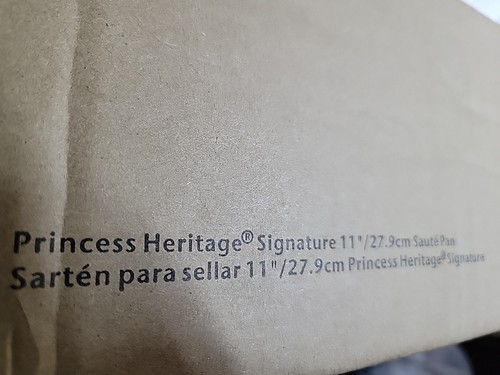 Princess Heritage® Signature 11"/27.9cm Sauté Pan
Sartén para sellar 11"/27.9cm Princess Heritage® Signature